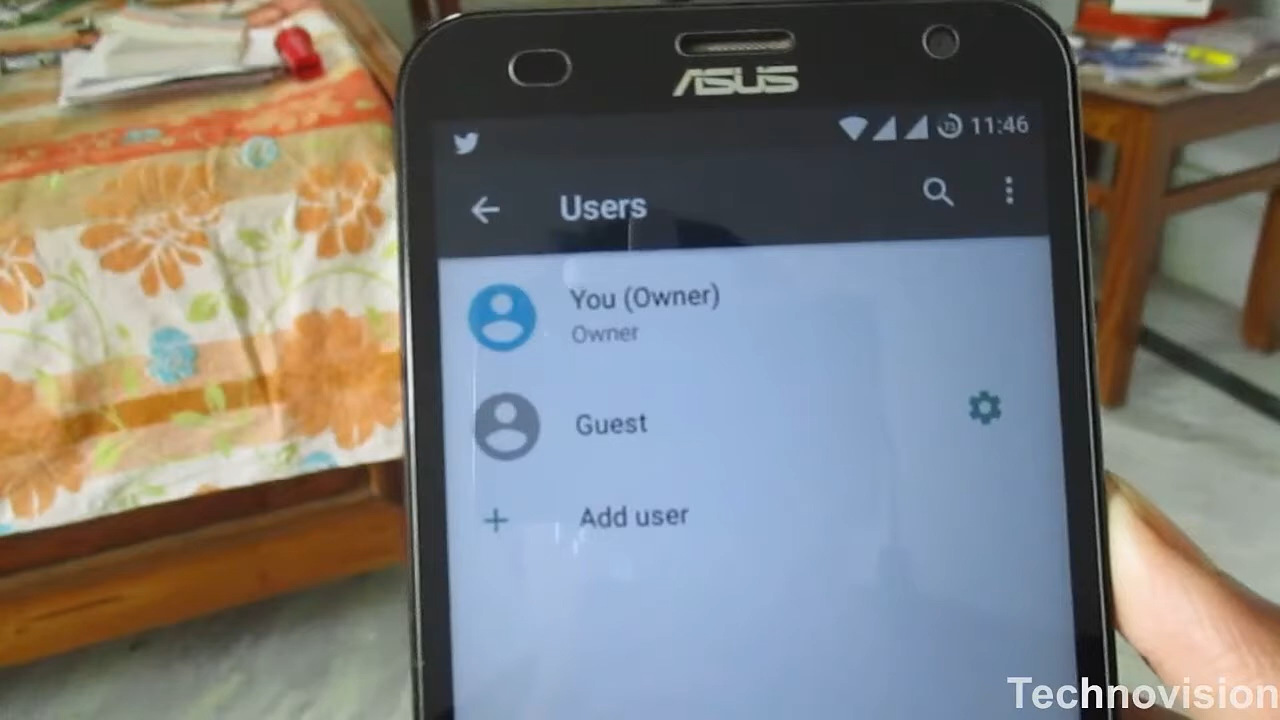 ASUS
11:46
Users
You (Owner)
Owner
Guest
Add user
Technovision